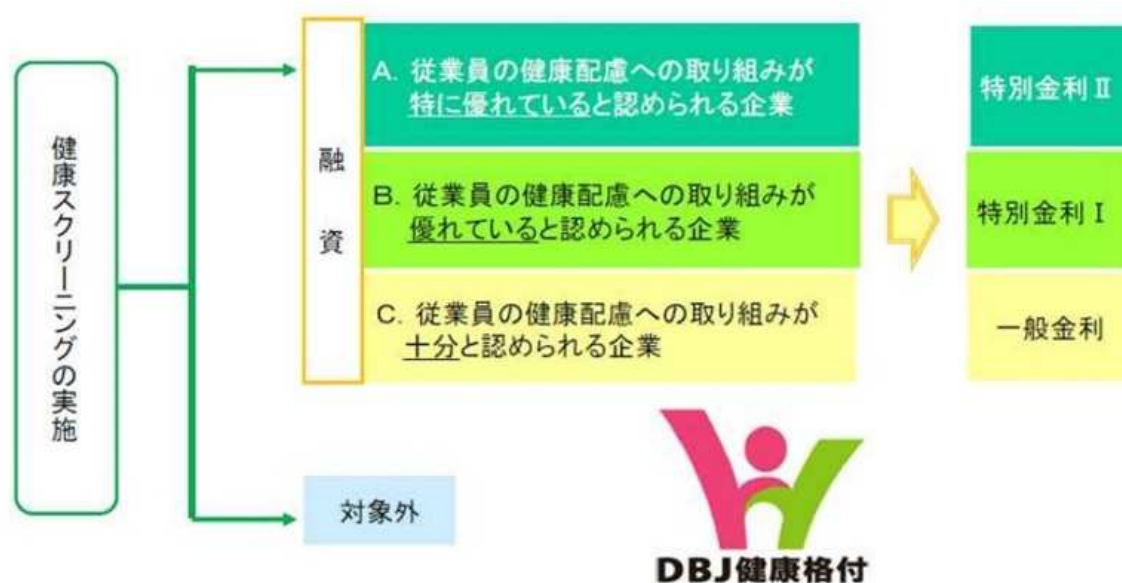 健康スクリーニングの実施
融資
A. 従業員の健康配慮への取り組みが
特に優れていると認められる企業
特別金利Ⅱ
B. 従業員の健康配慮への取り組みが
優れていると認められる企業
特別金利Ⅰ
C. 従業員の健康配慮への取り組みが
十分と認められる企業
一般金利
対象外
DBJ健康格付